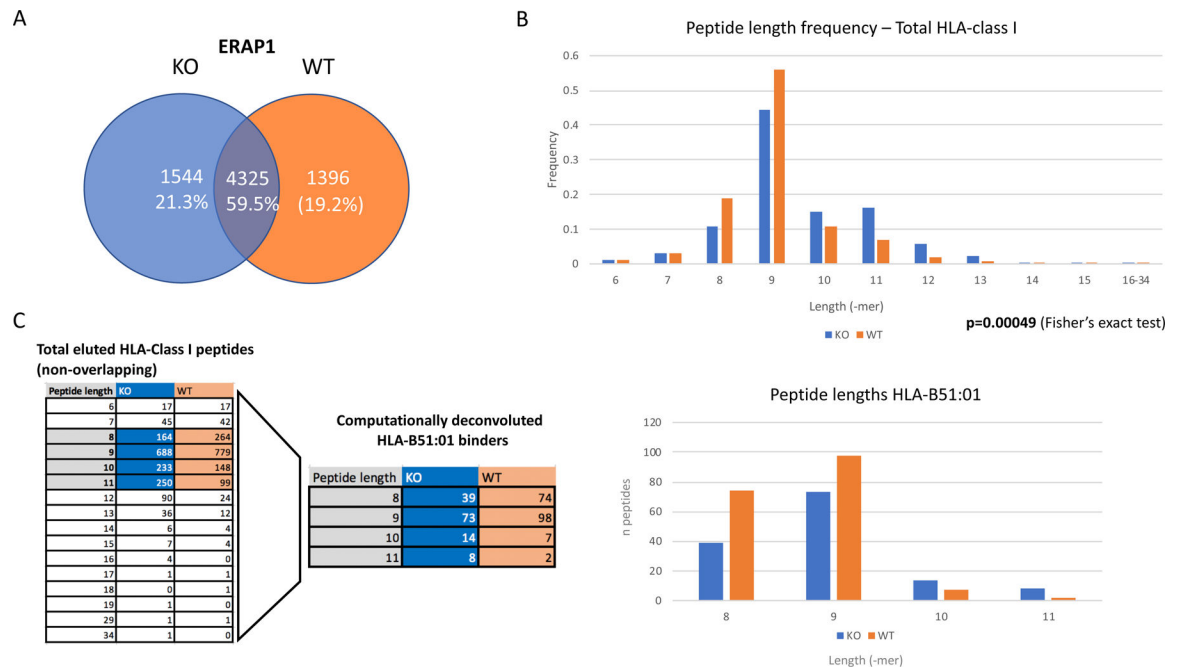 A
ERAP1
KO
WT
1544
21.3%
4325
59.5%
1396
(19.2%)
B
Peptide length frequency – Total HLA-class I
Frequency
0.6
0.5
0.4
0.3
0.2
0.1
0
6 7 8 9 10 11 12 13 14 15 16-34
Length (-mer)
KO WT
p=0.00049 (Fisher's exact test)
C
Total eluted HLA-Class I peptides
(non-overlapping)
Peptide length KO WT
6 17 17
7 45 42
8 164 264
9 688 779
10 233 148
11 250 99
12 90 24
13 36 12
14 6 4
15 7 4
16 4 0
17 1 1
18 0 1
19 1 0
29 1 1
34 1 0
Computationally deconvoluted
HLA-B51:01 binders
Peptide length KO WT
8 39 74
9 73 98
10 14 7
11 8 2
Peptide lengths HLA-B51:01
n peptides
120
100
80
60
40
20
0
8 9 10 11
KO WT
Length (-mer)